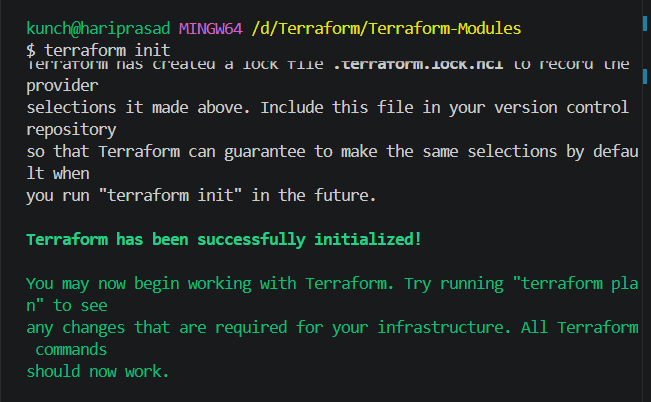 kunch@hariprasad MINGW64 /d/Terraform/Terraform-Modules
$ terraform init
Terraform has created a lock file .terraform.lock.hcl to record the
provider
selections it made above. Include this file in your version control
repository
so that Terraform can guarantee to make the same selections by defau
lt when
you run "terraform init" in the future.
Terraform has been successfully initialized!
You may now begin working with Terraform. Try running "terraform pla
n" to see
any changes that are required for your infrastructure. All Terraform
commands
should now work.